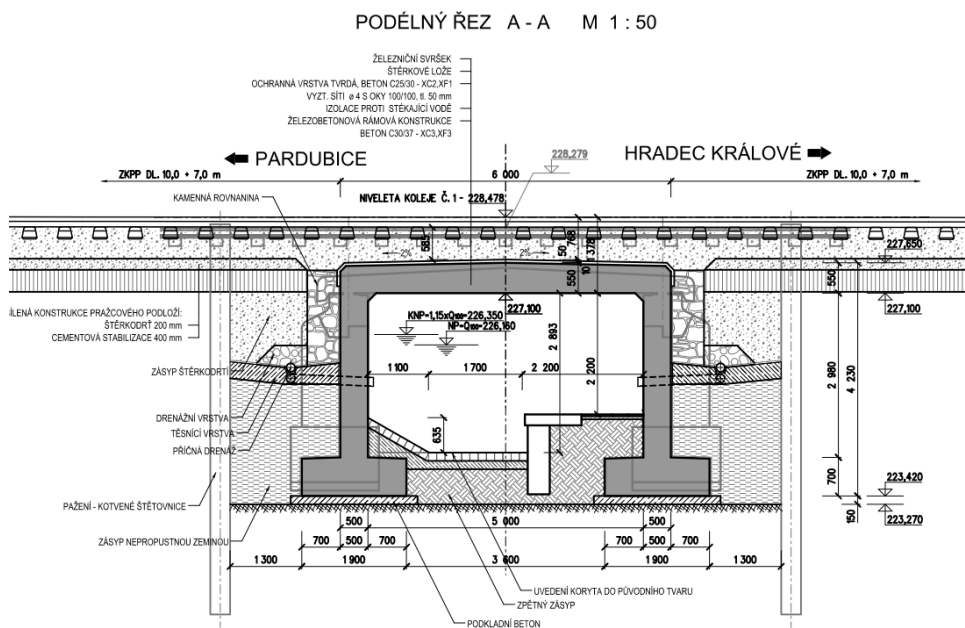 PODÉLNÝ ŘEZ A - A M 1 : 50
ŽELEZNIČNÍ SVRŠEK
ŠTĚRKOVÉ LOŽE
OCHRANNÁ VRSTVA TVRDÁ, BETON C25/30 - XC2,XF1
VYZT. SÍTI ø 4 S OKY 100/100, tl. 50 mm
IZOLACE PROTI STÉKAJÍCÍ VODĚ
ŽELEZOBETONOVÁ RÁMOVÁ KONSTRUKCE
BETON C30/37 - XC3,XF3
PARDUBICE
228,279
HRADEC KRÁLOVÉ
ZKPP DL. 10,0 + 7,0 m
6 000
ZKPP DL. 10,0 + 7,0 m
KAMENNÁ ROVNANINA
NIVELETA KOLEJE Č. 1 - 228,478
585
50
768
1 378
2%
2%
550
10
227,650
550
227,100
227,100
ÍLENÁ KONSTRUKCE PRAŽCOVÉHO PODLOŽÍ:
ŠTĚRKODRŤ 200 mm
CEMENTOVÁ STABILIZACE 400 mm
KNP-1,15xQ100-226,350
NP-Q100-226,160
2 893
ZÁSYP ŠTĚRKODRTÍ
1 100
1 700
2 200
2 200
2 980
4 230
DRENÁŽNÍ VRSTVA
TĚSNÍCÍ VRSTVA
PŘÍČNÁ DRENÁŽ
635
700
223,420
PAŽENÍ - KOTVENÉ ŠTĚTOVNICE
150
223,270
500
5 000
500
ZÁSYP NEPROPUSTNOU ZEMINOU
700
500
700
700
500
700
1 300
1 900
3 600
1 900
1 300
UVEDENÍ KORYTA DO PŮVODNÍHO TVARU
ZPĚTNÝ ZÁSYP
PODKLADNÍ BETON